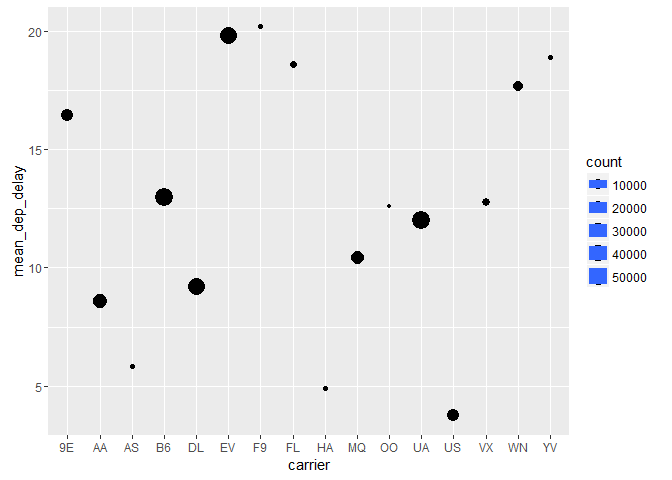 mean_dep_delay
20
15
10
5
9E AA AS B6 DL EV F9 FL HA MQ OO UA US VX WN YV
carrier
count
10000
20000
30000
40000
50000